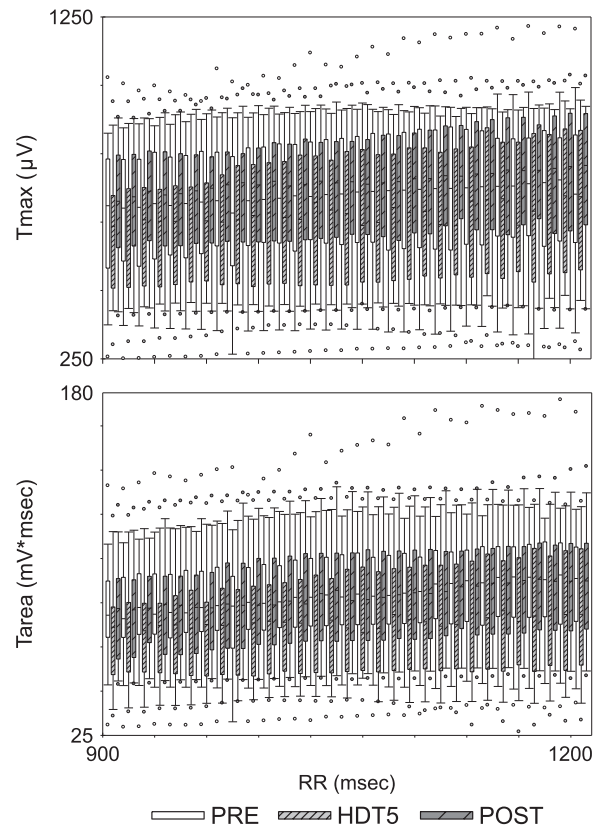 1250
Tmax (µV)
250
180
Tarea (mV*msec)
25
900
1200
RR (msec)
PRE
HDT5
POST